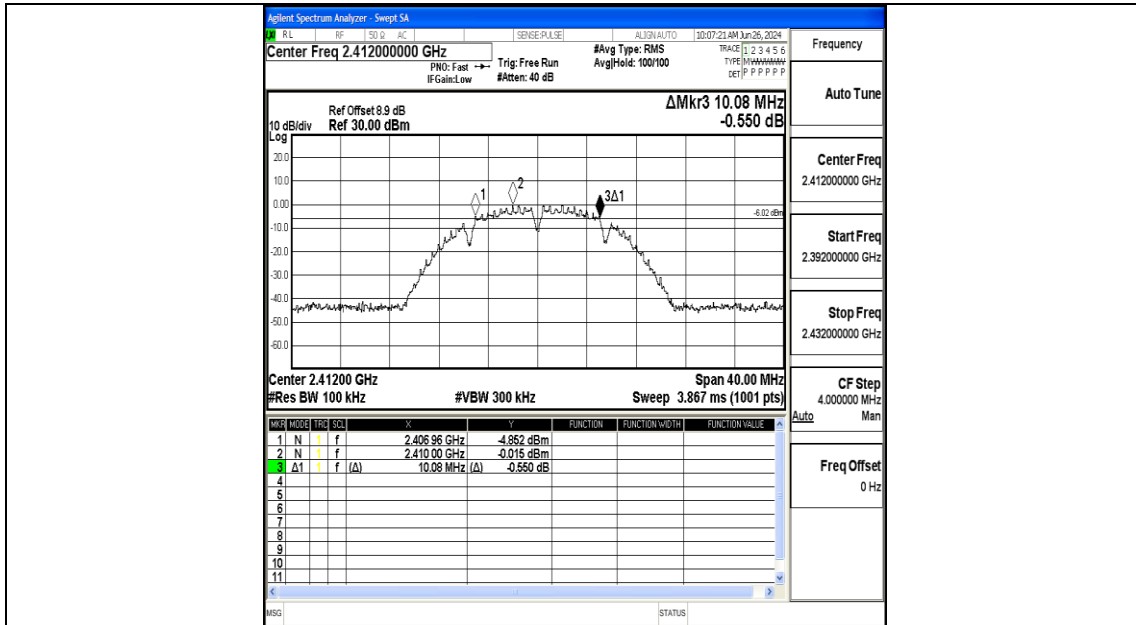 Agilent Spectrum Analyzer - Swept SA
RL RF 50 Ω AC SENSE:PULSE ALIGN AUTO 10:07:21 AM Jun 26, 2024
Center Freq 2.412000000 GHz
PNO: Fast
IFGain:Low
Trig: Free Run
#Atten: 40 dB
#Avg Type: RMS
Avg|Hold: 100/100
TRACE 1 2 3 4 5 6
TYPE MWWWWW
DET P P P P P P
Frequency
Auto Tune
Center Freq
2.412000000 GHz
Start Freq
2.392000000 GHz
Stop Freq
2.432000000 GHz
CF Step
4.000000 MHz
Auto Man
Freq Offset
0 Hz
ΔMkr3 10.08 MHz
-0.550 dB
Ref Offset 8.9 dB
10 dB/div Ref 30.00 dBm
Log
20.0
10.0
0.00
-10.0
-20.0
-30.0
-40.0
-50.0
-60.0
1
2
3Δ1
-6.02 dBm
Center 2.41200 GHz Span 40.00 MHz
#Res BW 100 kHz #VBW 300 kHz Sweep 3.867 ms (1001 pts)
MKR MODE TRC SCL X Y FUNCTION FUNCTION WIDTH FUNCTION VALUE
1 N 1 f 2.406 96 GHz -4.852 dBm
2 N 1 f 2.410 00 GHz -0.015 dBm
3 Δ1 1 f (Δ) 10.08 MHz (Δ) -0.550 dB
4
5
6
7
8
9
10
11
MSG STATUS